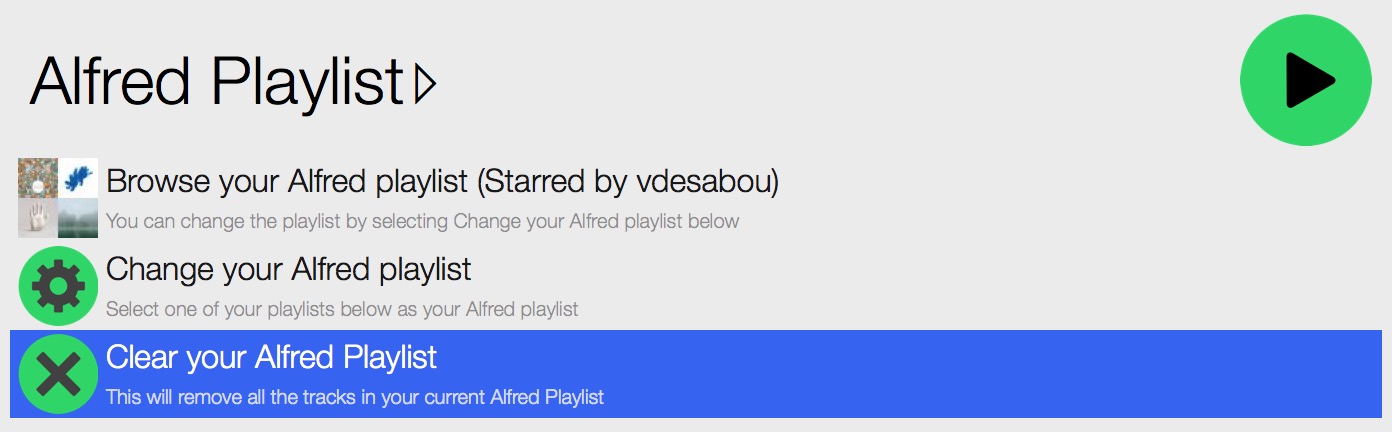 Alfred Playlist▹
Browse your Alfred playlist (Starred by vdesabou)
You can change the playlist by selecting Change your Alfred playlist below
Change your Alfred playlist
Select one of your playlists below as your Alfred playlist
Clear your Alfred Playlist
This will remove all the tracks in your current Alfred Playlist